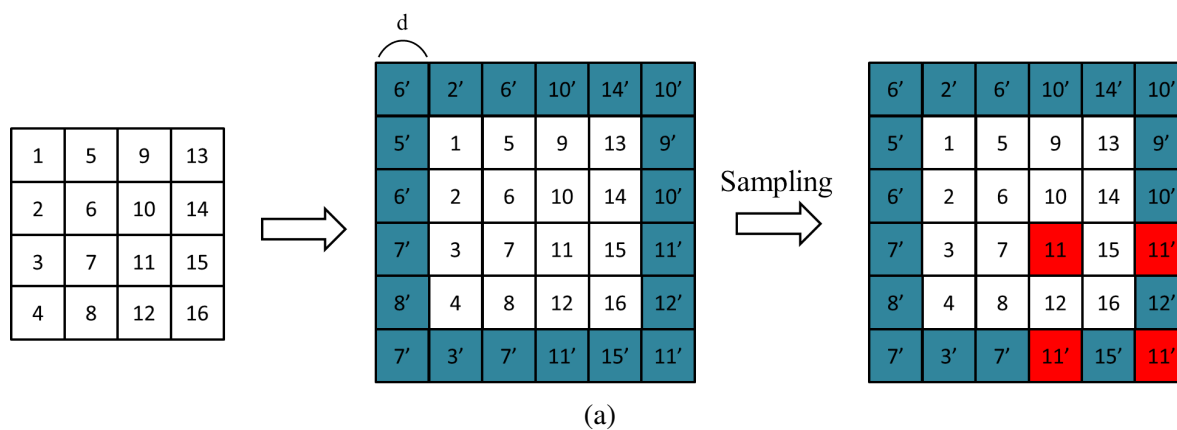 d
6′ 2′ 6′ 10′ 14′ 10′
5′ 1 5 9 13 9′
6′ 2 6 10 14 10′
7′ 3 7 11 15 11′
8′ 4 8 12 16 12′
7′ 3′ 7′ 11′ 15′ 11′
1 5 9 13
2 6 10 14
3 7 11 15
4 8 12 16
Sampling
6′ 2′ 6′ 10′ 14′ 10′
5′ 1 5 9 13 9′
6′ 2 6 10 14 10′
7′ 3 7 11 15 11′
8′ 4 8 12 16 12′
7′ 3′ 7′ 11′ 15′ 11′
(a)